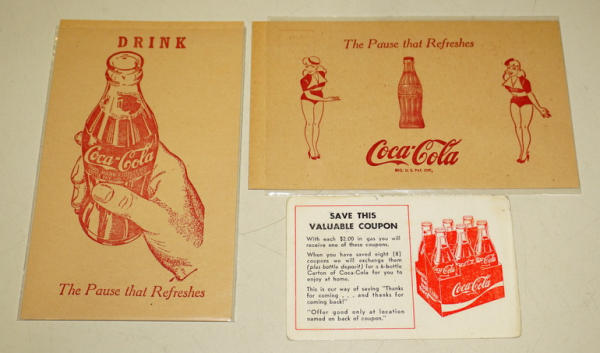 DRINK
Coca-Cola
The Pause that Refreshes
The Pause that Refreshes
Coca-Cola
REG. U.S. PAT. OFF.
SAVE THIS
VALUABLE COUPON
With each $2.00 in gas you will
receive one of these coupons.
When you have saved eight (8)
coupons we will exchange them
(plus bottle deposit) for a 6-bottle
Carton of Coca-Cola for you to
enjoy at home.
This is our way of saying "Thanks
for coming . . . and thanks for
coming back!"
"Offer good only at location
named on back of coupon."
Coca-Cola